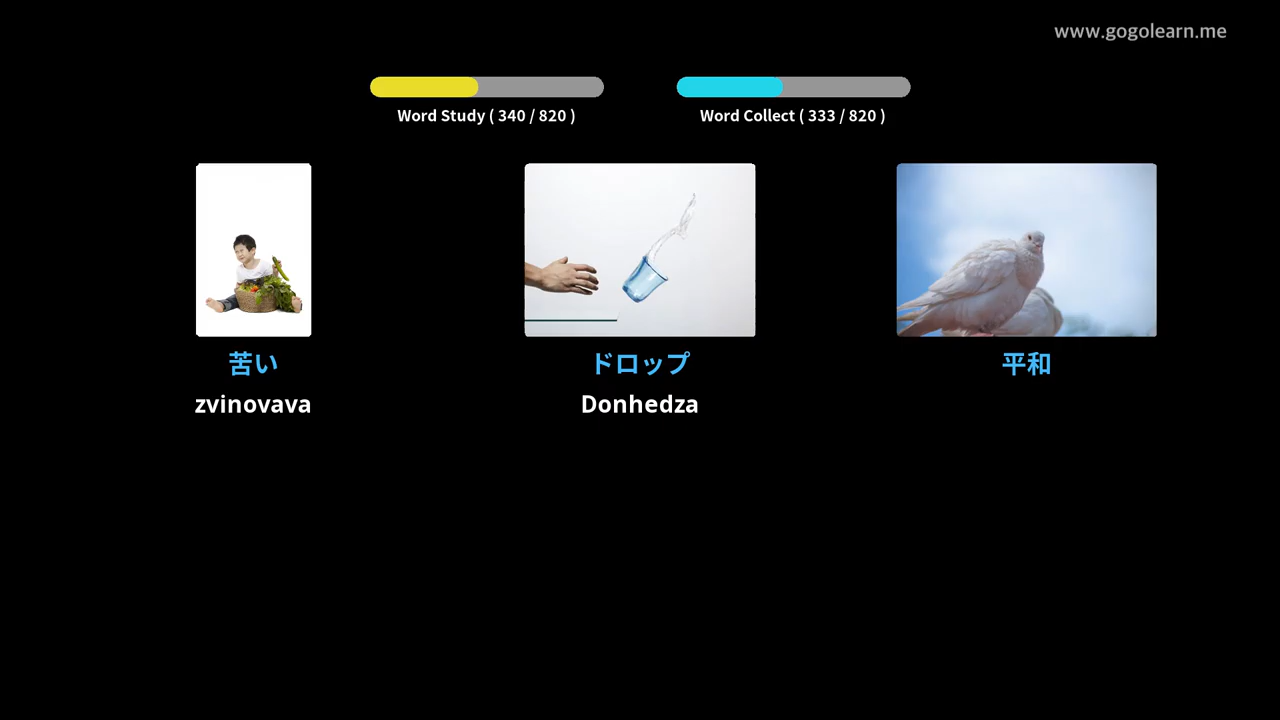 www.gogolearn.me
Word Study ( 340 / 820 )
Word Collect ( 333 / 820 )
苦い
ドロップ
平和
zvinovava
Donhedza